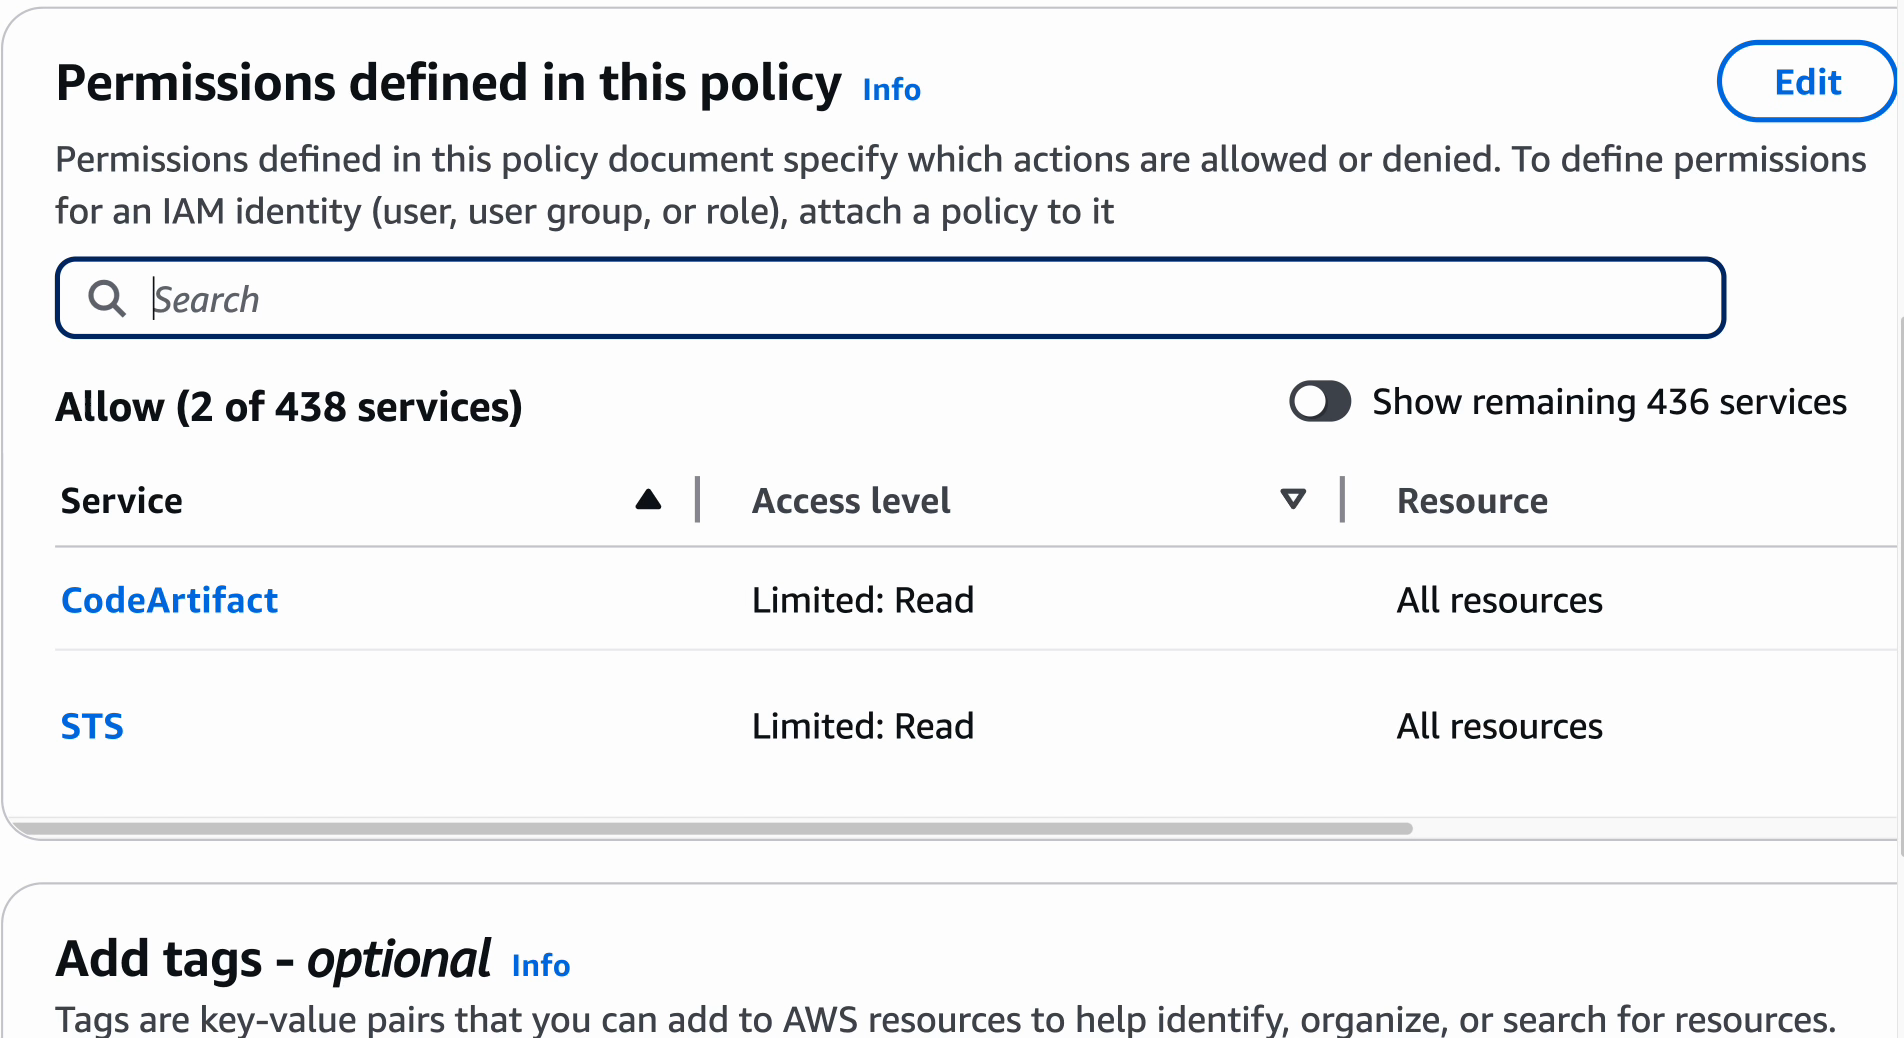 Permissions defined in this policy Info
Edit
Permissions defined in this policy document specify which actions are allowed or denied. To define permissions
for an IAM identity (user, user group, or role), attach a policy to it
Search
Allow (2 of 438 services)
Show remaining 436 services
Service Access level Resource
CodeArtifact Limited: Read All resources
STS Limited: Read All resources
Add tags - optional Info
Tags are key-value pairs that you can add to AWS resources to help identify, organize, or search for resources.